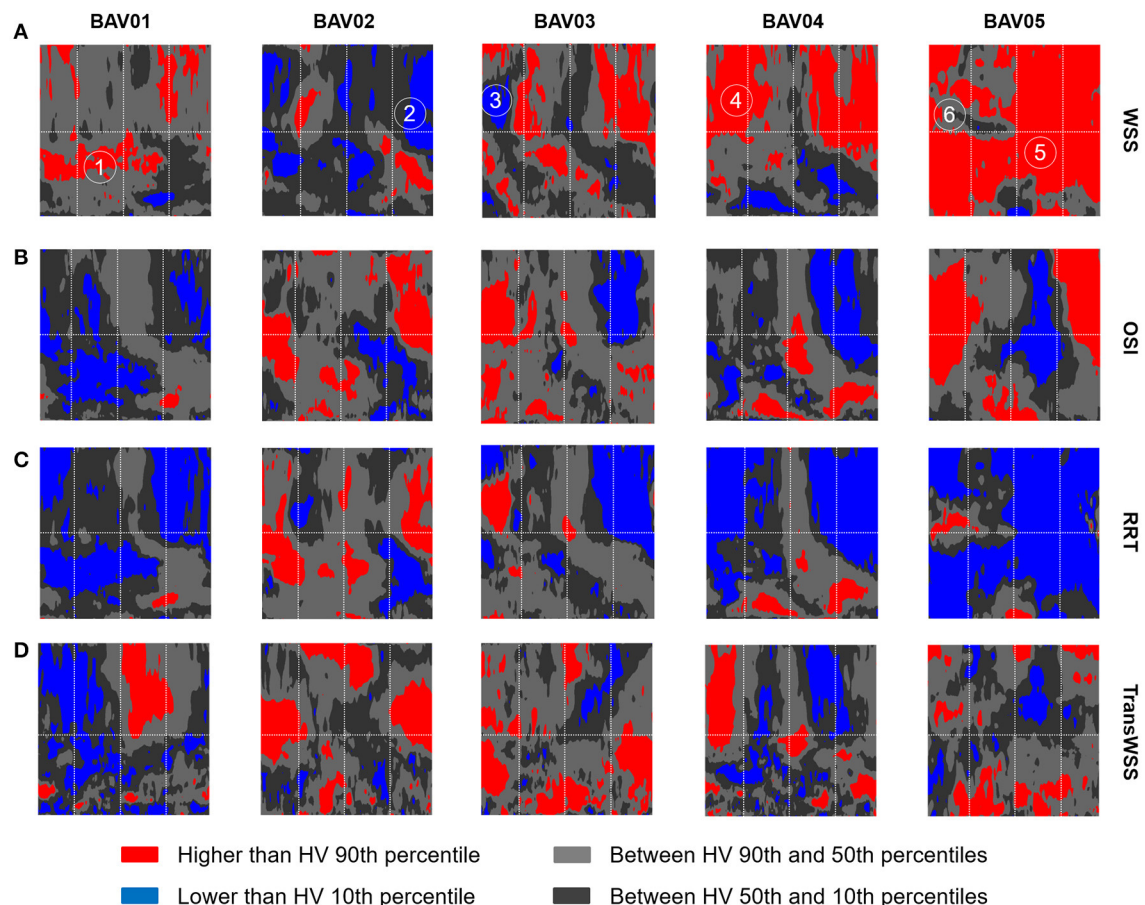 BAV01 BAV02 BAV03 BAV04 BAV05
A
1
2
3
4
5
6
WSS
B
OSI
C
RRT
D
TransWSS
Higher than HV 90th percentile
Between HV 90th and 50th percentiles
Lower than HV 10th percentile
Between HV 50th and 10th percentiles